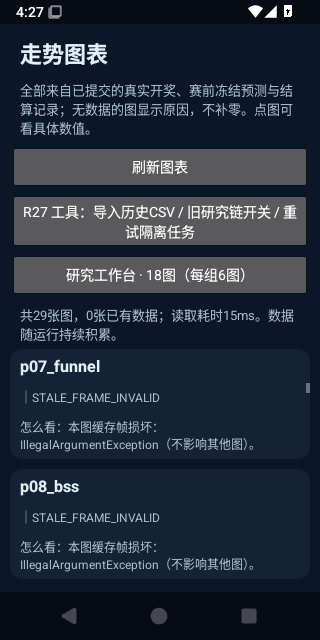 4:27
走势图表
全部来自已提交的真实开奖、赛前冻结预测与结
算记录；无数据的图显示原因，不补零。点图可
看具体数值。
刷新图表
R27 工具：导入历史CSV / 旧研究链开关 / 重
试隔离任务
研究工作台 · 18图（每组6图）
共29张图，0张已有数据；读取耗时15ms。数据
随运行持续积累。
p07_funnel
STALE_FRAME_INVALID
怎么看：本图缓存帧损坏：
IllegalArgumentException（不影响其他图）。
p08_bss
STALE_FRAME_INVALID
怎么看：本图缓存帧损坏：
IllegalArgumentException（不影响其他图）。